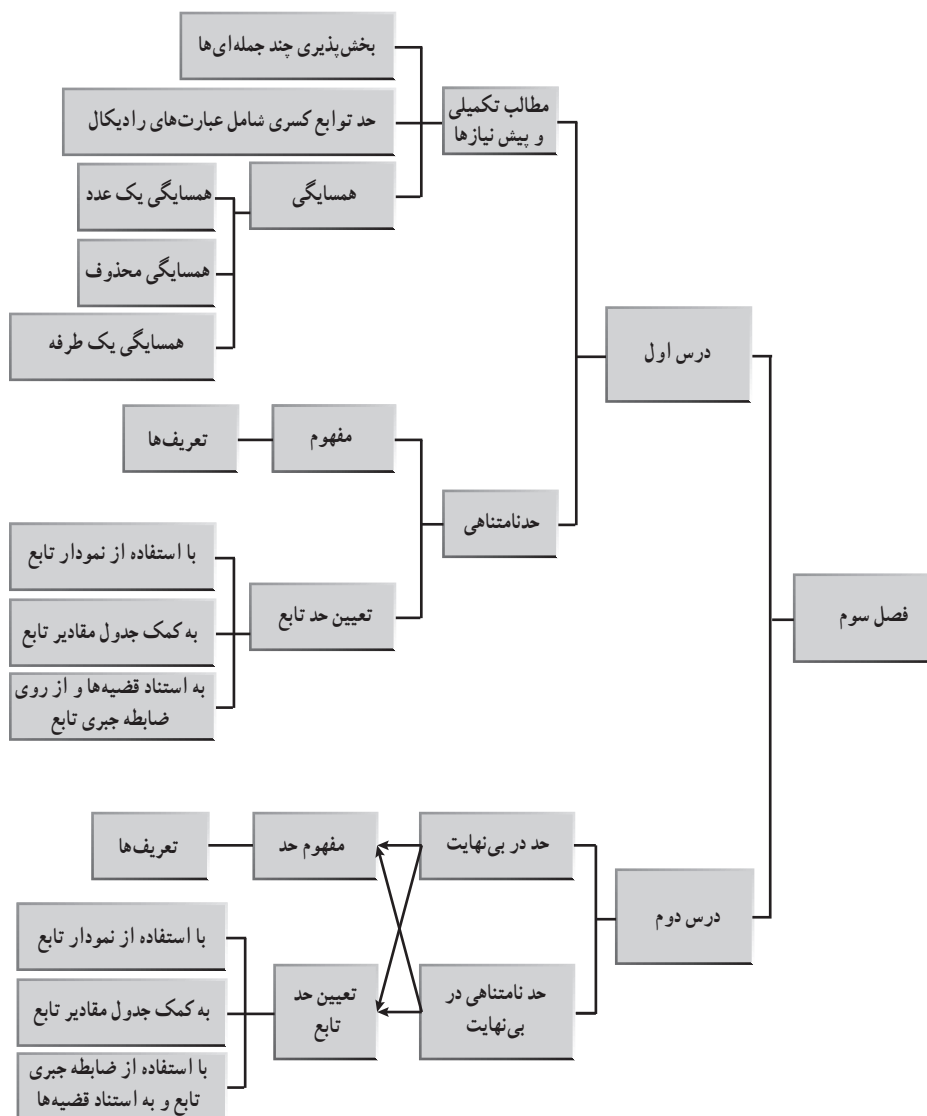 فصل سوم
درس اول
مطالب تکمیلی
و پیش نیازها
بخش‌پذیری چند جمله‌ای‌ها
حد توابع کسری شامل عبارت‌های رادیکال
همسایگی
همسایگی یک عدد
همسایگی محذوف
همسایگی یک طرفه
حدنامتناهی
مفهوم
تعریف‌ها
تعیین حد تابع
با استفاده از نمودار تابع
به کمک جدول مقادیر تابع
به استناد قضیه‌ها و از روی
ضابطه جبری تابع
درس دوم
حد در بی‌نهایت
مفهوم حد
تعریف‌ها
حد نامتناهی در
بی‌نهایت
تعیین حد
تابع
با استفاده از نمودار تابع
به کمک جدول مقادیر تابع
با استفاده از ضابطه جبری
تابع و به استناد قضیه‌ها